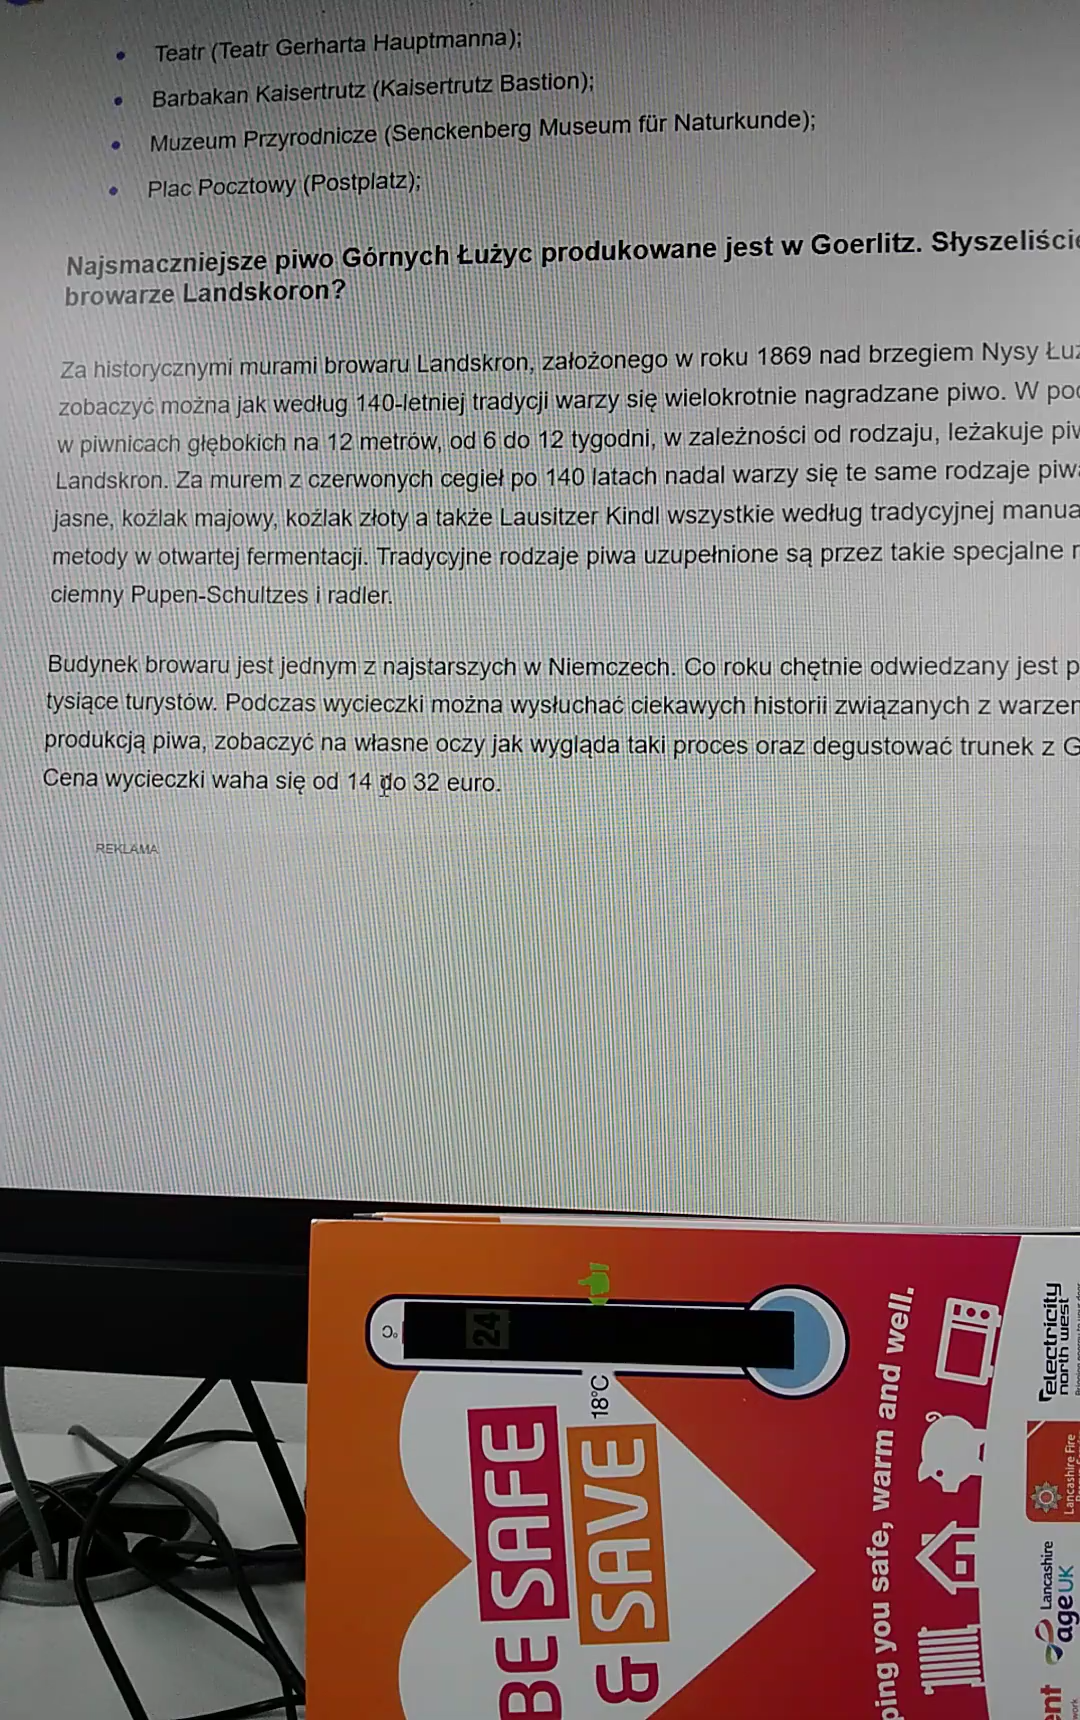 Teatr (Teatr Gerharta Hauptmanna);
Barbakan Kaisertrutz (Kaisertrutz Bastion);
Muzeum Przyrodnicze (Senckenberg Museum für Naturkunde);
Plac Pocztowy (Postplatz);
Najsmaczniejsze piwo Górnych Łużyc produkowane jest w Goerlitz. Słyszeliście
browarze Landskoron?
Za historycznymi murami browaru Landskron, założonego w roku 1869 nad brzegiem Nysy Łuż
zobaczyć można jak według 140-letniej tradycji warzy się wielokrotnie nagradzane piwo. W
w piwnicach głębokich na 12 metrów, od 6 do 12 tygodni, w zależności od rodzaju, leżakuje
Landskron. Za murem z czerwonych cegieł po 140 latach nadal warzy się te same rodzaje piwa
jasne, koźlak majowy, koźlak złoty a także Lausitzer Kindl wszystkie według tradycyjnej manua
metody w otwartej fermentacji. Tradycyjne rodzaje piwa uzupełnione są przez takie specjalne r
ciemny Pupen-Schultzes i radler.
Budynek browaru jest jednym z najstarszych w Niemczech. Co roku chętnie odwiedzany jest p
tysiące turystów. Podczas wycieczki można wysłuchać ciekawych historii związanych z warzen
produkcją piwa, zobaczyć na własne oczy jak wygląda taki proces oraz degustować trunek z G
Cena wycieczki waha się od 14 do 32 euro.
REKLAMA
°C
24
18°C
BE SAFE
& SAVE
ping you safe, warm and well.
electricity
north west
Lancashire Fire
Lancashire
age UK
nt
work